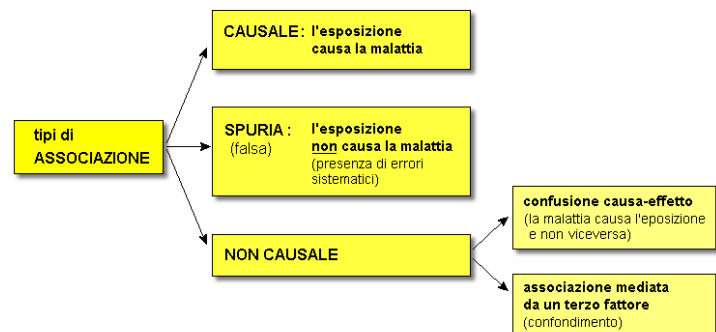 tipi di
ASSOCIAZIONE
CAUSALE: l'esposizione
causa la malattia
SPURIA: l'esposizione
(falsa) non causa la malattia
(presenza di errori
sistematici)
NON CAUSALE
confusione causa-effetto
(la malattia causa l'eposizione
e non viceversa)
associazione mediata
da un terzo fattore
(confondimento)